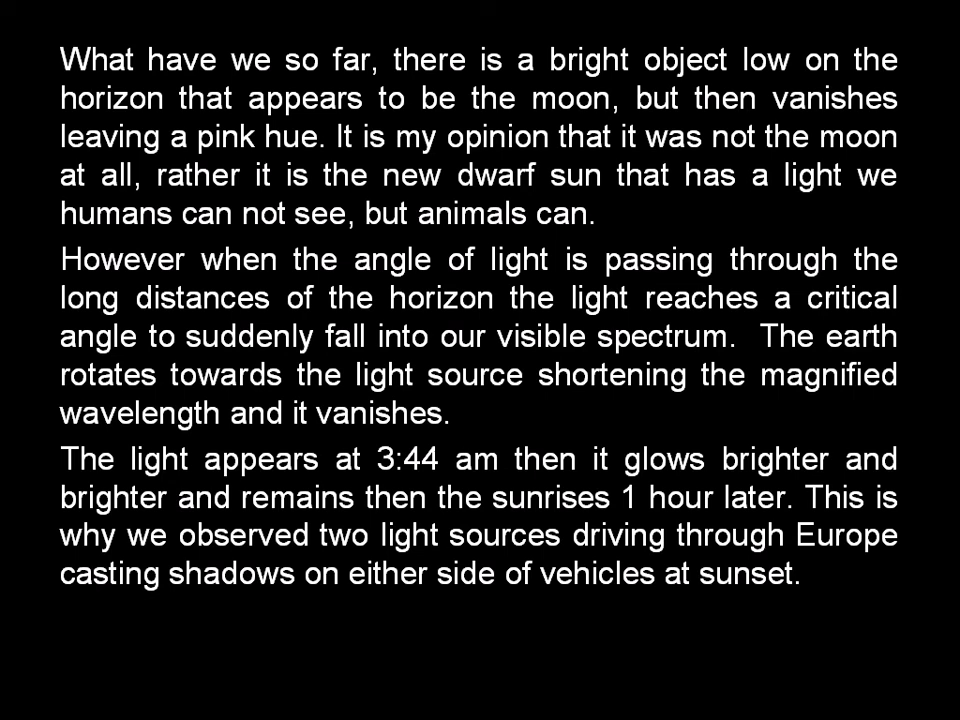 What have we so far, there is a bright object low on the
horizon that appears to be the moon, but then vanishes
leaving a pink hue. It is my opinion that it was not the moon
at all, rather it is the new dwarf sun that has a light we
humans can not see, but animals can.
However when the angle of light is passing through the
long distances of the horizon the light reaches a critical
angle to suddenly fall into our visible spectrum.  The earth
rotates towards the light source shortening the magnified
wavelength and it vanishes.
The light appears at 3:44 am then it glows brighter and
brighter and remains then the sunrises 1 hour later. This is
why we observed two light sources driving through Europe
casting shadows on either side of vehicles at sunset.